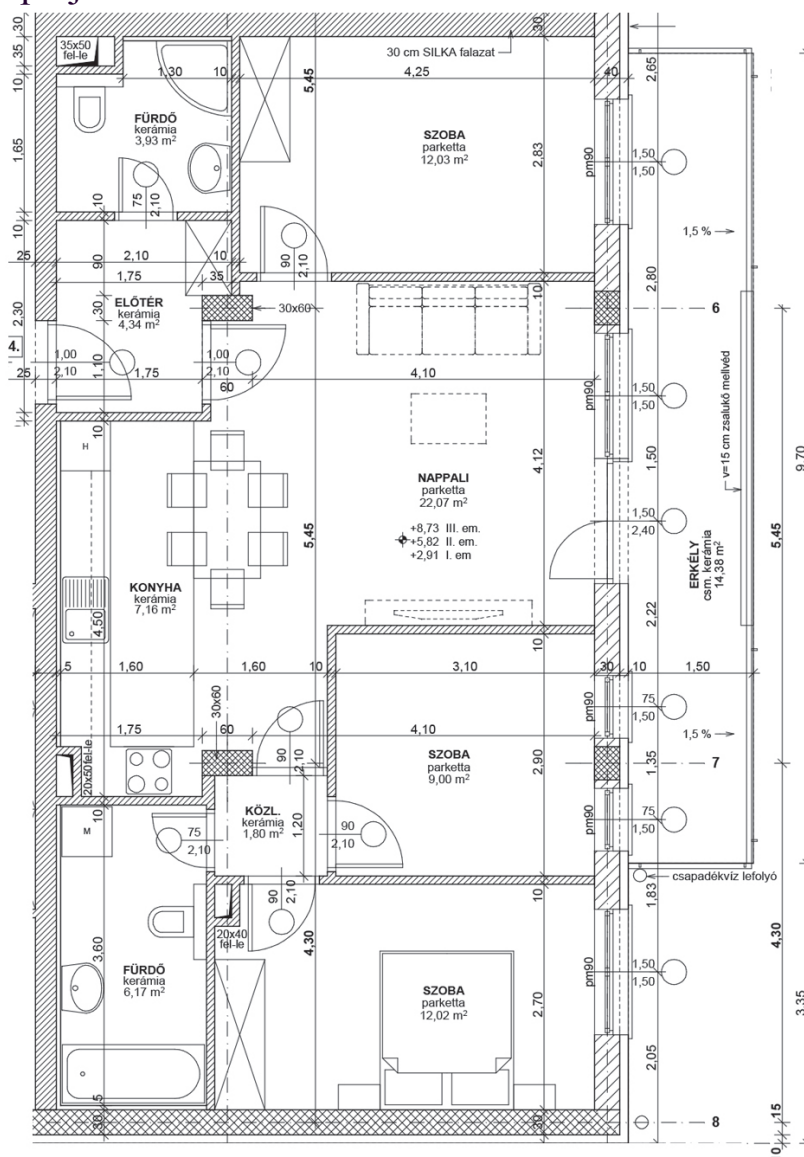 30
35
10
1,65
10
2,30
35x50
fel-le
30 cm SILKA falazat
30
1,30
10
5,45
4,25
40
2,65
FÜRDŐ
kerámia
3,93 m²
SZOBA
parketta
12,03 m²
2,83
pm90
1,50
1,50
75
2,10
10
1,5 %
90
2,10
25
2,10
10
1,75
35
90
2,80
10
ELŐTÉR
kerámia
4,34 m²
1,30
30x60
6
4.
1,00
2,10
1,10
1,00
2,10
25
1,75
60
4,10
pm90
1,50
1,50
v=15 cm zsalukő mellvéd
9,70
10
H
NAPPALI
parketta
22,07 m²
4,12
1,50
+8,73 III. em.
+5,82 II. em.
+2,91 I. em
5,45
1,50
2,40
5,45
ERKÉLY
csm. kerámia
14,38 m²
KONYHA
kerámia
7,16 m²
4,50
2,22
10
5
1,60
1,60
10
3,10
30
10
1,50
30x60
pm90
75
1,50
1,75
60
4,10
1,5 %
90
2,10
SZOBA
parketta
9,00 m²
2,90
1,35
7
20x50
fel-le
10
M
KÖZL.
kerámia
1,80 m²
1,20
75
2,10
90
2,10
pm90
75
1,50
csapadékvíz lefolyó
1,83
90
2,10
10
20x40
fel-le
4,30
4,30
3,60
FÜRDŐ
kerámia
6,17 m²
SZOBA
parketta
12,02 m²
2,70
pm90
1,50
1,50
3,35
2,05
5
30
30
8
15
0